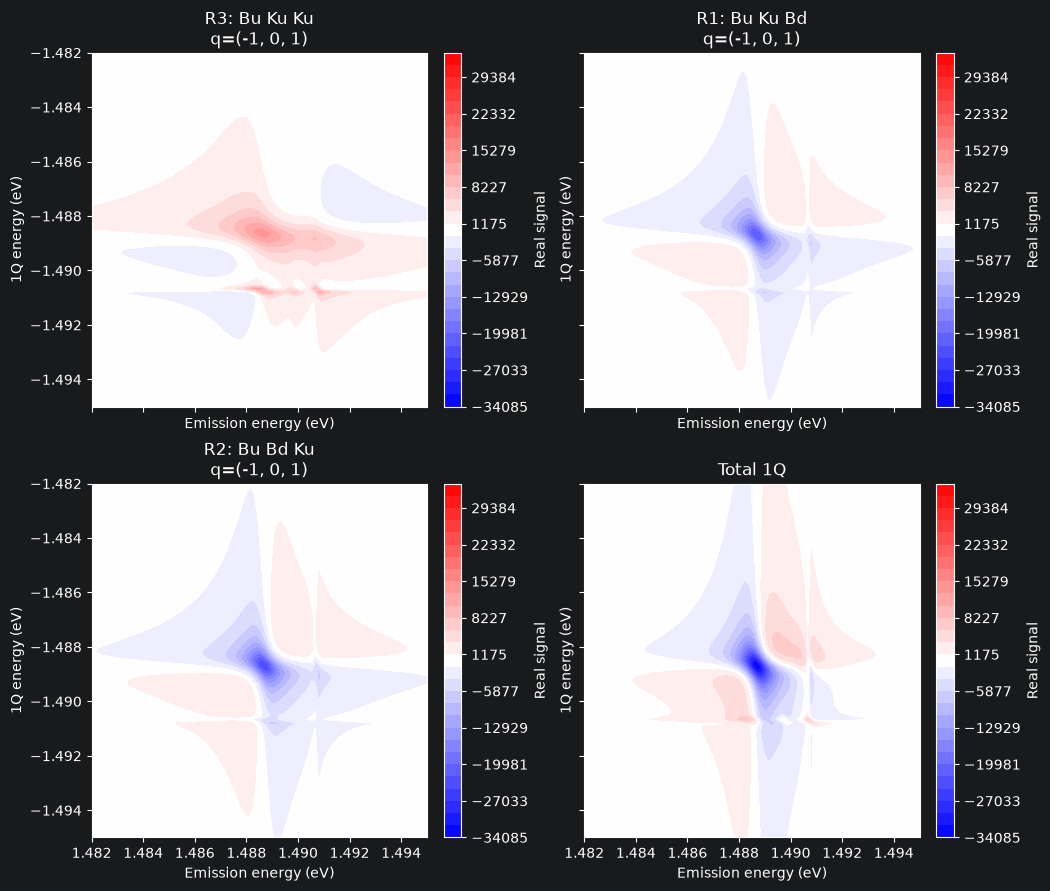 R3: Bu Ku Ku
q=(-1, 0, 1)
−1.482
−1.484
−1.486
−1.488
−1.490
−1.492
−1.494
1Q energy (eV)
Emission energy (eV)
29384
22332
15279
8227
1175
−5877
−12929
−19981
−27033
−34085
Real signal
R1: Bu Ku Bd
q=(-1, 0, 1)
1Q energy (eV)
Emission energy (eV)
29384
22332
15279
8227
1175
−5877
−12929
−19981
−27033
−34085
Real signal
R2: Bu Bd Ku
q=(-1, 0, 1)
−1.482
−1.484
−1.486
−1.488
−1.490
−1.492
−1.494
1Q energy (eV)
1.482 1.484 1.486 1.488 1.490 1.492 1.494
Emission energy (eV)
29384
22332
15279
8227
1175
−5877
−12929
−19981
−27033
−34085
Real signal
Total 1Q
1Q energy (eV)
1.482 1.484 1.486 1.488 1.490 1.492 1.494
Emission energy (eV)
29384
22332
15279
8227
1175
−5877
−12929
−19981
−27033
−34085
Real signal